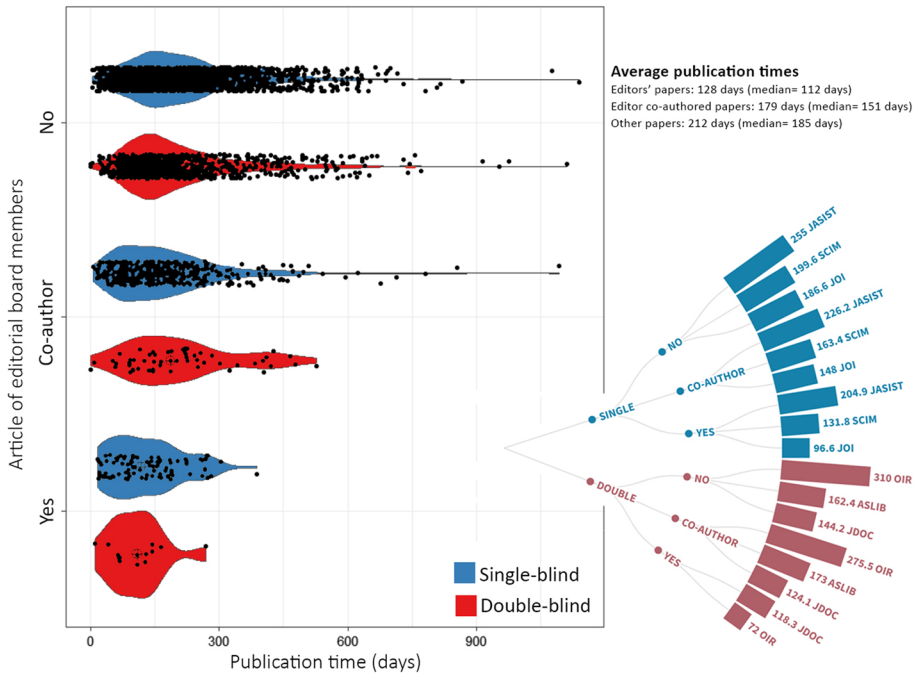 Article of editorial board members
No
Co-author
Yes
0
300
600
900
Publication time (days)
Single-blind
Double-blind
Average publication times
Editors' papers: 128 days (median= 112 days)
Editor co-authored papers: 179 days (median= 151 days)
Other papers: 212 days (median= 185 days)
SINGLE
NO
255 JASIST
199.6 SCIM
186.6 JOI
CO-AUTHOR
226.2 JASIST
163.4 SCIM
148 JOI
YES
204.9 JASIST
131.8 SCIM
96.6 JOI
DOUBLE
NO
310 OIR
162.4 ASLIB
144.2 JDOC
CO-AUTHOR
275.5 OIR
173 ASLIB
124.1 JDOC
YES
118.3 JDOC
72 OIR